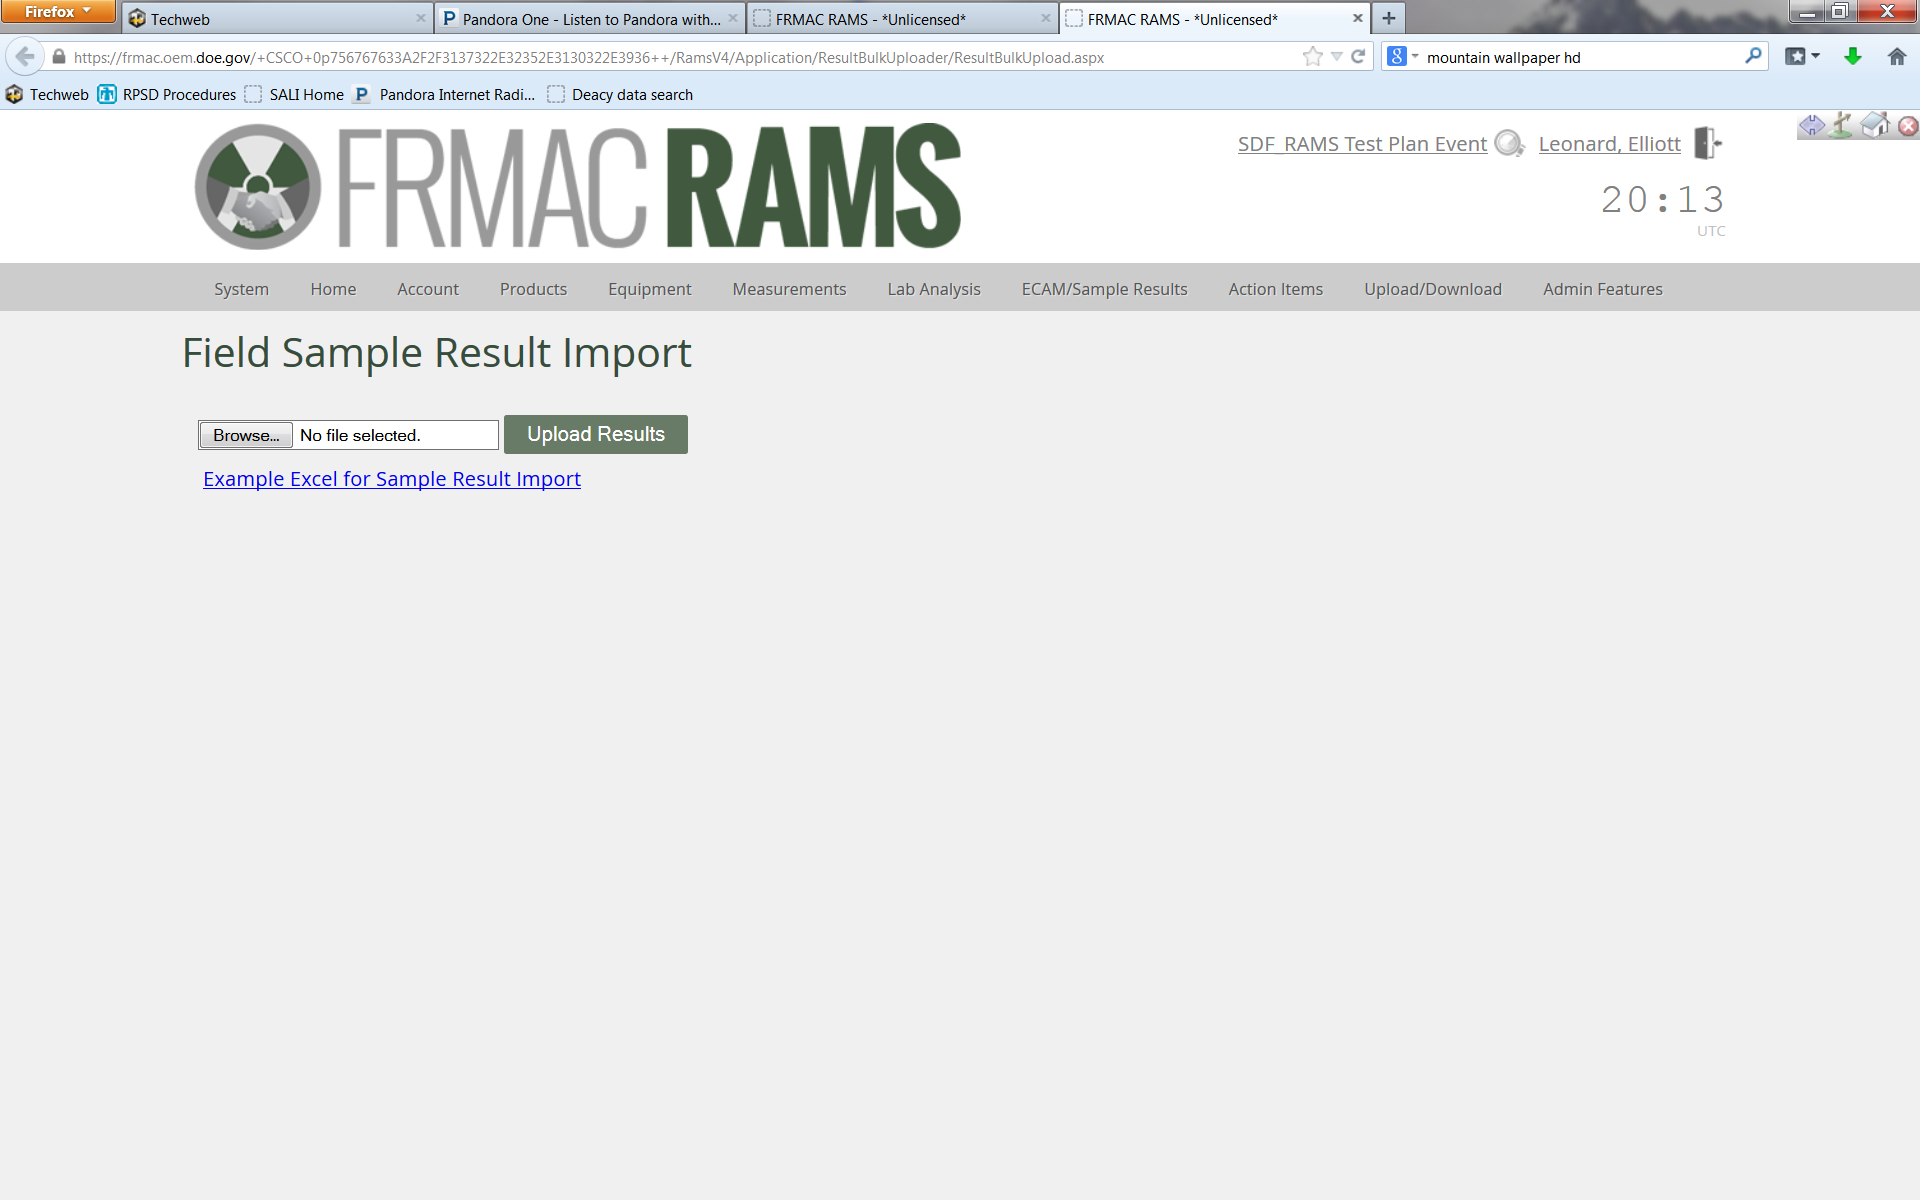 Firefox
Techweb
Pandora One - Listen to Pandora with...
FRMAC RAMS - *Unlicensed*
FRMAC RAMS - *Unlicensed*
https://frmac.oem.doe.gov/+CSCO+0p756767633A2F2F3137322E32352E3130322E3936++/RamsV4/Application/ResultBulkUploader/ResultBulkUpload.aspx
mountain wallpaper hd
Techweb RPSD Procedures SALI Home Pandora Internet Radi... Deacy data search
FRMAC RAMS
SDF_RAMS Test Plan Event Leonard, Elliott
20:13
UTC
System Home Account Products Equipment Measurements Lab Analysis ECAM/Sample Results Action Items Upload/Download Admin Features
Field Sample Result Import
Browse... No file selected. Upload Results
Example Excel for Sample Result Import